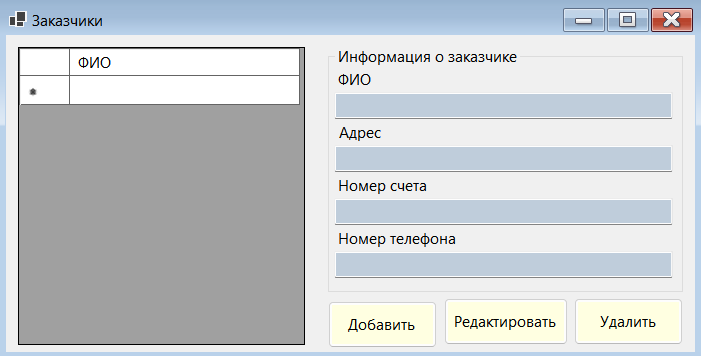 Заказчики
ФИО
Информация о заказчике
ФИО
Адрес
Номер счета
Номер телефона
Добавить
Редактировать
Удалить